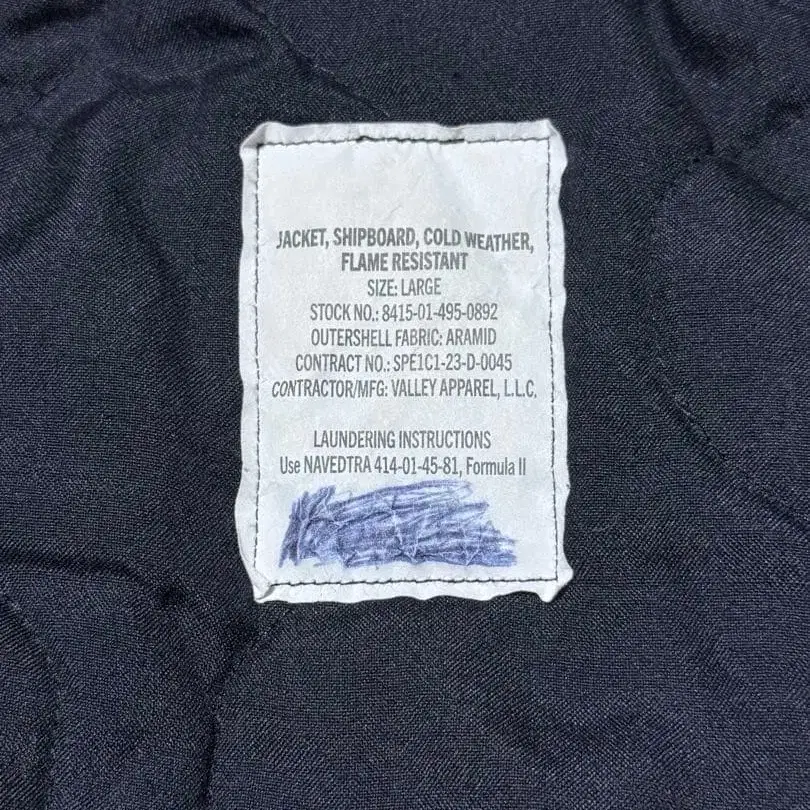 JACKET, SHIPBOARD, COLD WEATHER,
FLAME RESISTANT
SIZE: LARGE
STOCK NO.: 8415-01-495-0892
OUTERSHELL FABRIC: ARAMID
CONTRACT NO.: SPE1C1-23-D-0045
CONTRACTOR/MFG: VALLEY APPAREL, L.L.C.
LAUNDERING INSTRUCTIONS
Use NAVEDTRA 414-01-45-81, Formula II